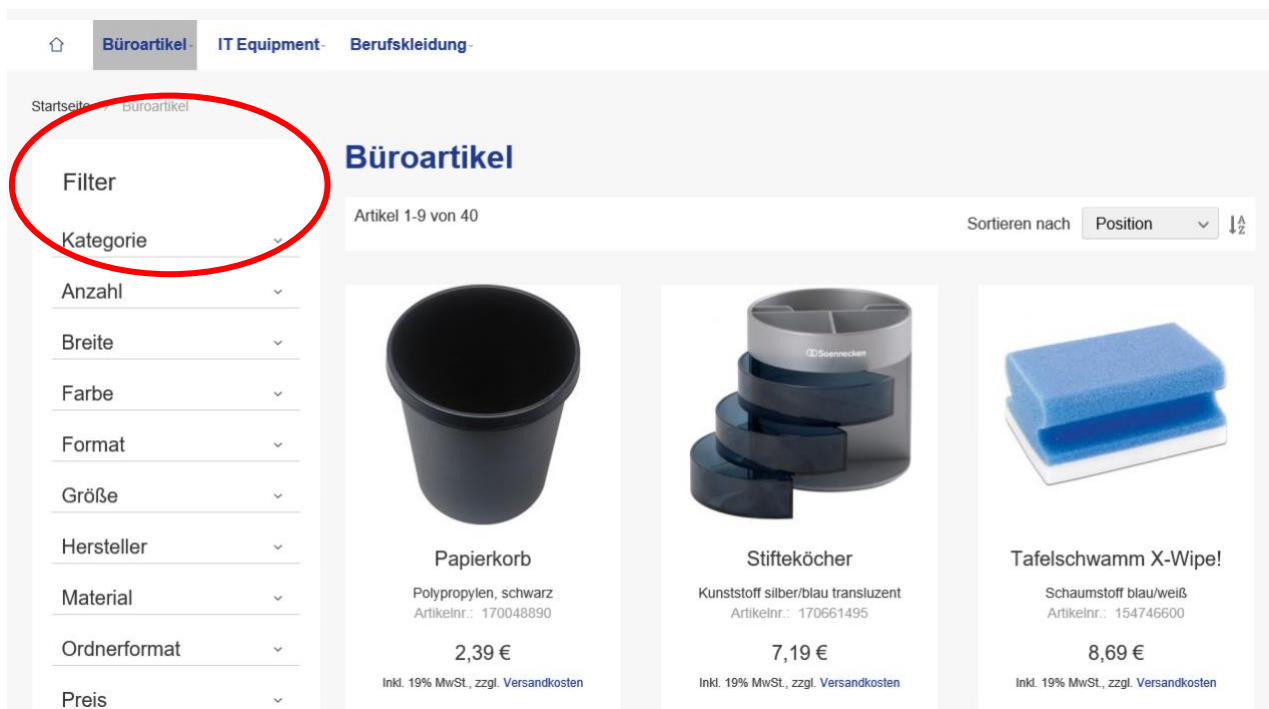 Büroartikel
IT Equipment
Berufskleidung
Startseite > Büroartikel
Filter
Kategorie
Anzahl
Breite
Farbe
Format
Größe
Hersteller
Material
Ordnerformat
Preis
Büroartikel
Artikel 1-9 von 40
Sortieren nach Position
Soennecken
Papierkorb
Polypropylen, schwarz
Artikelnr.: 170048890
2,39 €
Inkl. 19% MwSt., zzgl. Versandkosten
Stifteköcher
Kunststoff silber/blau transluzent
Artikelnr.: 170661495
7,19 €
Inkl. 19% MwSt., zzgl. Versandkosten
Tafelschwamm X-Wipe!
Schaumstoff blau/weiß
Artikelnr.: 154746600
8,69 €
Inkl. 19% MwSt., zzgl. Versandkosten